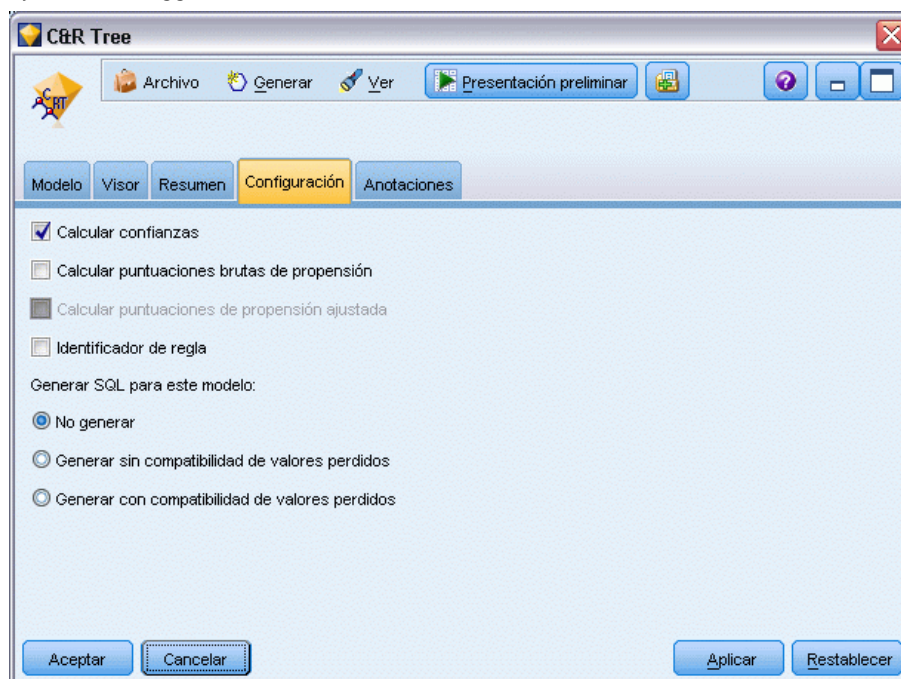 C&R Tree
C&RT
Archivo Generar Ver Presentación preliminar
Modelo Visor Resumen Configuración Anotaciones
Calcular confianzas
Calcular puntuaciones brutas de propensión
Calcular puntuaciones de propensión ajustada
Identificador de regla
Generar SQL para este modelo:
No generar
Generar sin compatibilidad de valores perdidos
Generar con compatibilidad de valores perdidos
Aceptar Cancelar Aplicar Restablecer